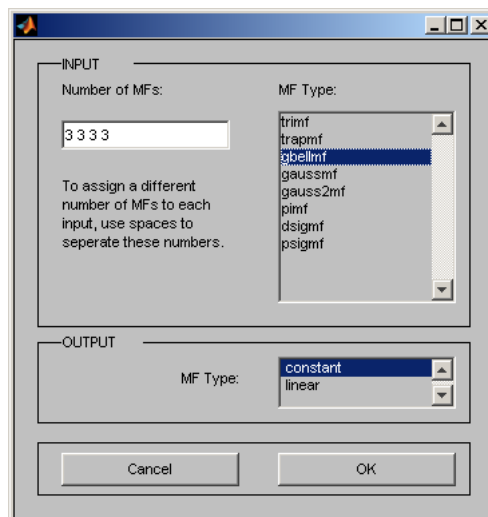 INPUT
Number of MFs:
MF Type:
3 3 3 3
To assign a different
number of MFs to each
input, use spaces to
seperate these numbers.
trimf
trapmf
gbellmf
gaussmf
gauss2mf
pimf
dsigmf
psigmf
OUTPUT
MF Type:
constant
linear
Cancel
OK